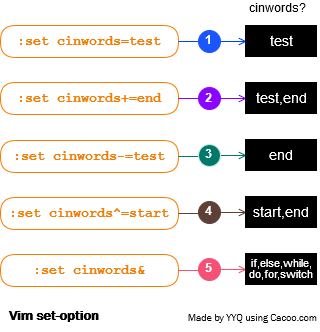 cinwords?
:set cinwords=test 1 test
:set cinwords+=end 2 test,end
:set cinwords-=test 3 end
:set cinwords^=start 4 start,end
:set cinwords& 5 if,else,while,
do,for,switch
Vim set-option Made by YYQ using Cacoo.com